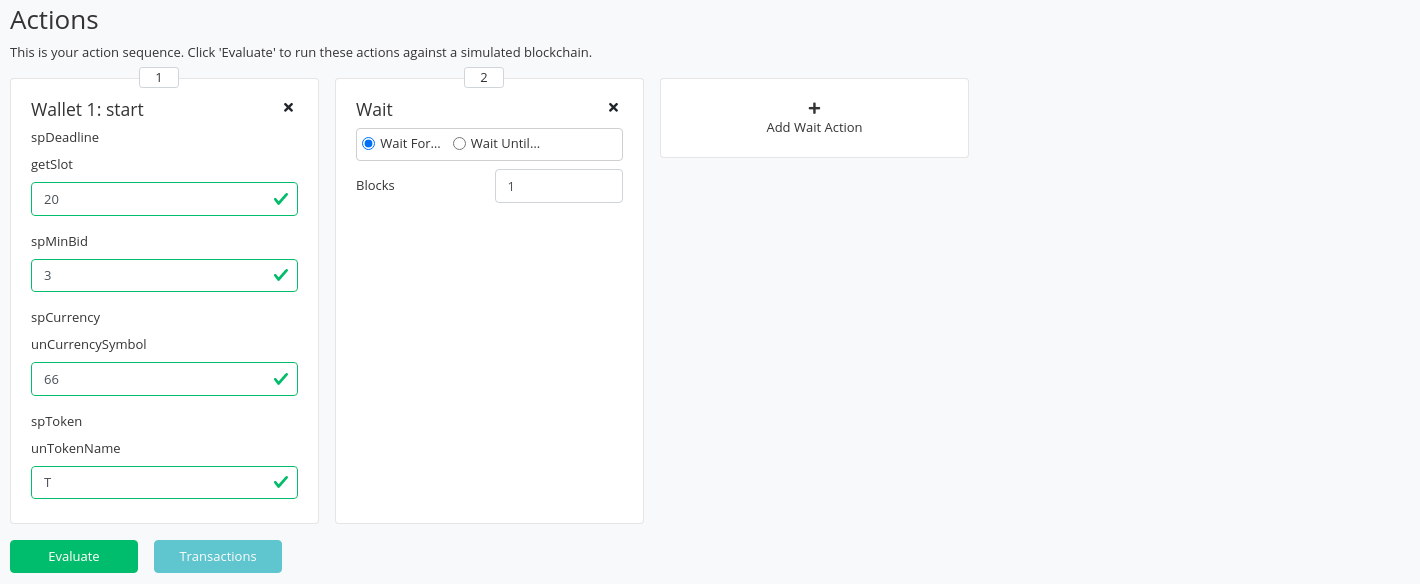 Actions
This is your action sequence. Click 'Evaluate' to run these actions against a simulated blockchain.
1
Wallet 1: start
spDeadline
getSlot
20
spMinBid
3
spCurrency
unCurrencySymbol
66
spToken
unTokenName
T
2
Wait
Wait For... Wait Until...
Blocks 1
Add Wait Action
Evaluate Transactions